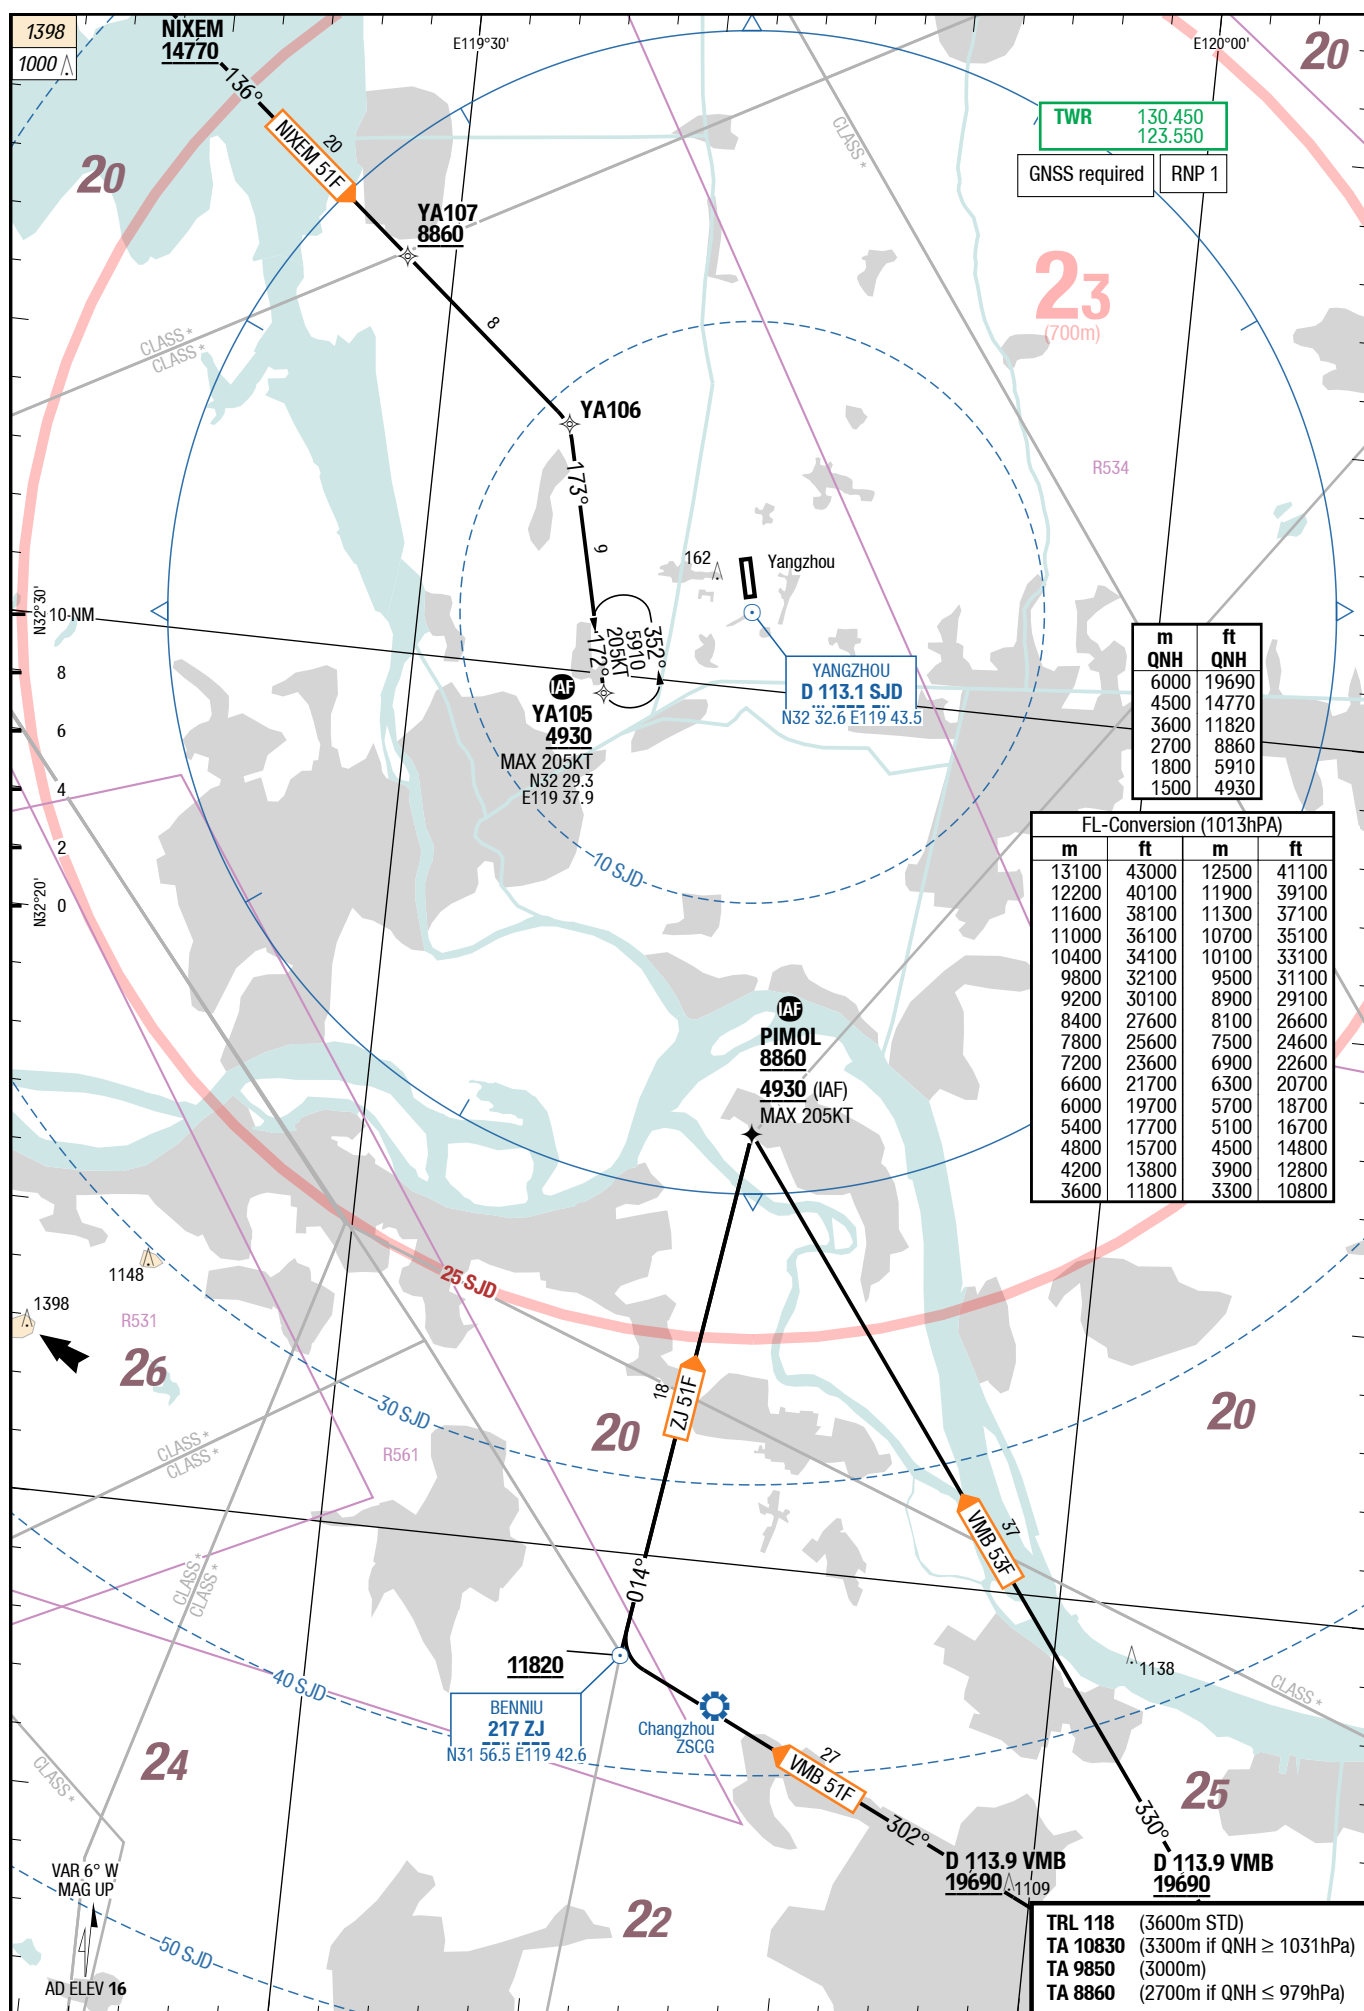 1398
1000
NIXEM
14770
136°
20
NIXEM 51F
E119°30'
E120°00'
20
20
TWR 130.450
123.550
GNSS required
RNP 1
CLASS *
YA107
8860
CLASS *
CLASS *
8
23
(700m)
YA106
R534
173°
9
162
Yangzhou
N32°30'
10 NM
8
6
4
2
0
N32°20'
172°
205KT
5910
352°
IAF
YA105
4930
MAX 205KT
N32 29.3
E119 37.9
YANGZHOU
D 113.1 SJD
N32 32.6 E119 43.5
10 SJD
m ft
QNH QNH
6000 19690
4500 14770
3600 11820
2700 8860
1800 5910
1500 4930
FL-Conversion (1013hPA)
m ft m ft
13100 43000 12500 41100
12200 40100 11900 39100
11600 38100 11300 37100
11000 36100 10700 35100
10400 34100 10100 33100
9800 32100 9500 31100
9200 30100 8900 29100
8400 27600 8100 26600
7800 25600 7500 24600
7200 23600 6900 22600
6600 21700 6300 20700
6000 19700 5700 18700
5400 17700 5100 16700
4800 15700 4500 14800
4200 13800 3900 12800
3600 11800 3300 10800
IAF
PIMOL
8860
4930 (IAF)
MAX 205KT
1148
1398
R531
26
25 SJD
30 SJD
18
ZJ 51F
20
20
R561
CLASS *
CLASS *
CLASS *
CLASS *
37
VMB 53F
014°
11820
BENNIU
217 ZJ
N31 56.5 E119 42.6
40 SJD
Changzhou
ZSCG
1138
CLASS *
27
VMB 51F
24
CLASS *
25
302°
330°
D 113.9 VMB
19690
1109
D 113.9 VMB
19690
VAR 6° W
MAG UP
22
50 SJD
AD ELEV 16
TRL 118 (3600m STD)
TA 10830 (3300m if QNH ≥ 1031hPa)
TA 9850 (3000m)
TA 8860 (2700m if QNH ≤ 979hPa)